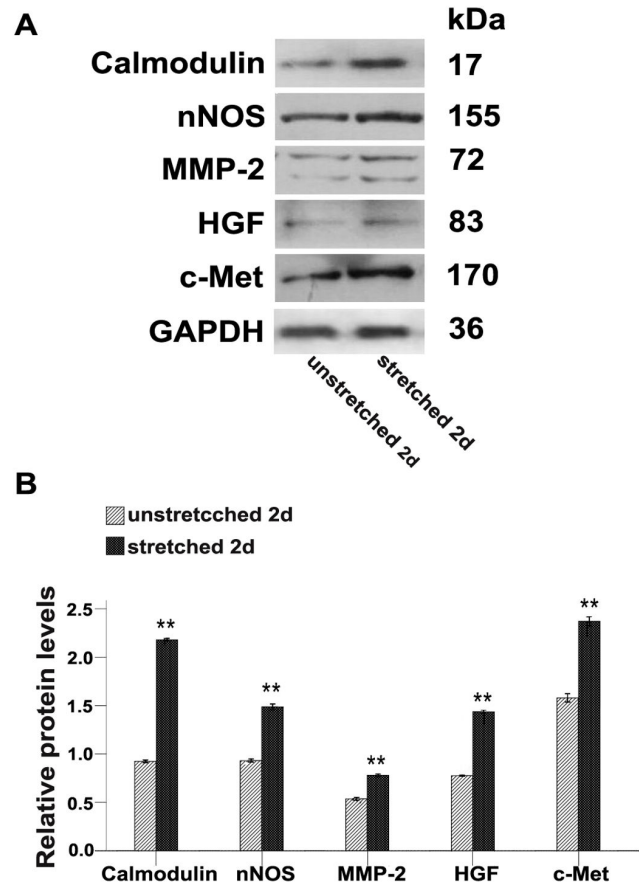 A
kDa
Calmodulin 17
nNOS 155
MMP-2 72
HGF 83
c-Met 170
GAPDH 36
unstretched 2d
stretched 2d
B
unstretcched 2d
stretched 2d
Relative protein levels
2.5
2.0
1.5
1.0
0.5
0.0
** ** ** ** **
Calmodulin nNOS MMP-2 HGF c-Met